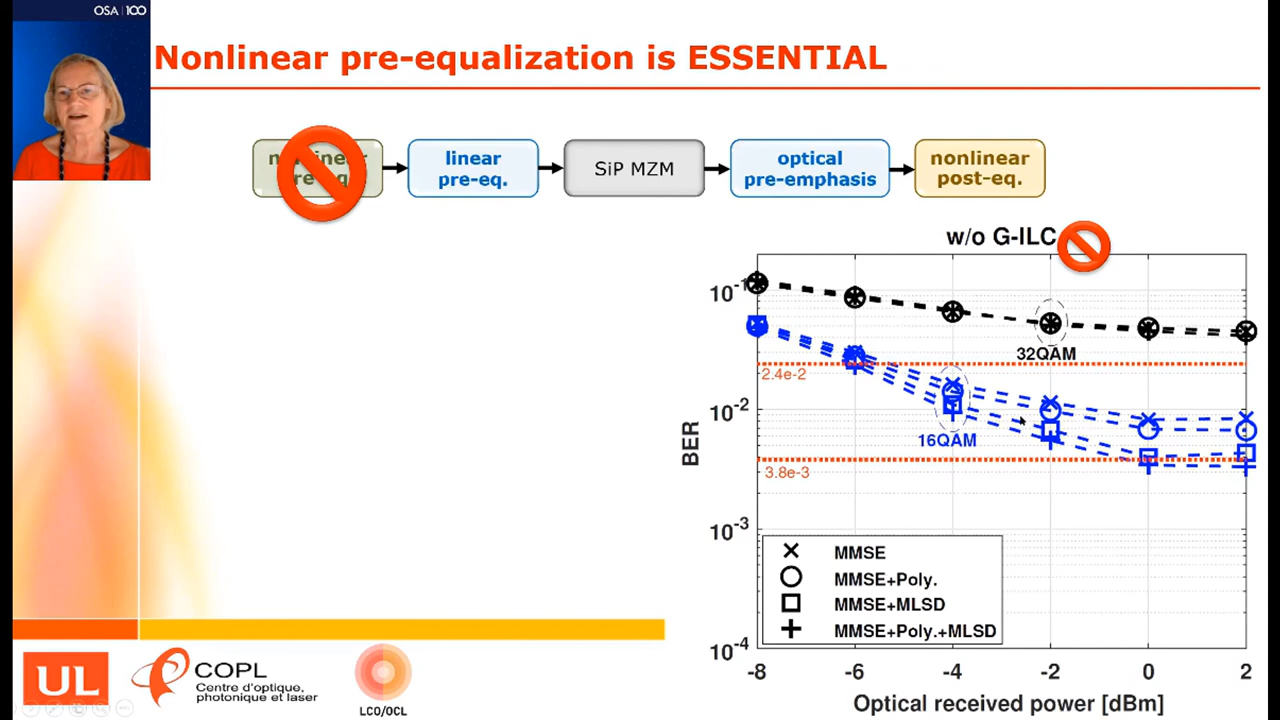 OSA | 100
Nonlinear pre-equalization is ESSENTIAL
linear
pre-eq.
SiP MZM
optical
pre-emphasis
nonlinear
post-eq.
w/o G-ILC
10-1
32QAM
2.4e-2
10-2
16QAM
3.8e-3
10-3
10-4
BER
MMSE
MMSE+Poly.
MMSE+MLSD
MMSE+Poly.+MLSD
-8 -6 -4 -2 0 2
Optical received power [dBm]
UL
COPL
Centre d'optique,
photonique et laser
LCO/OCL